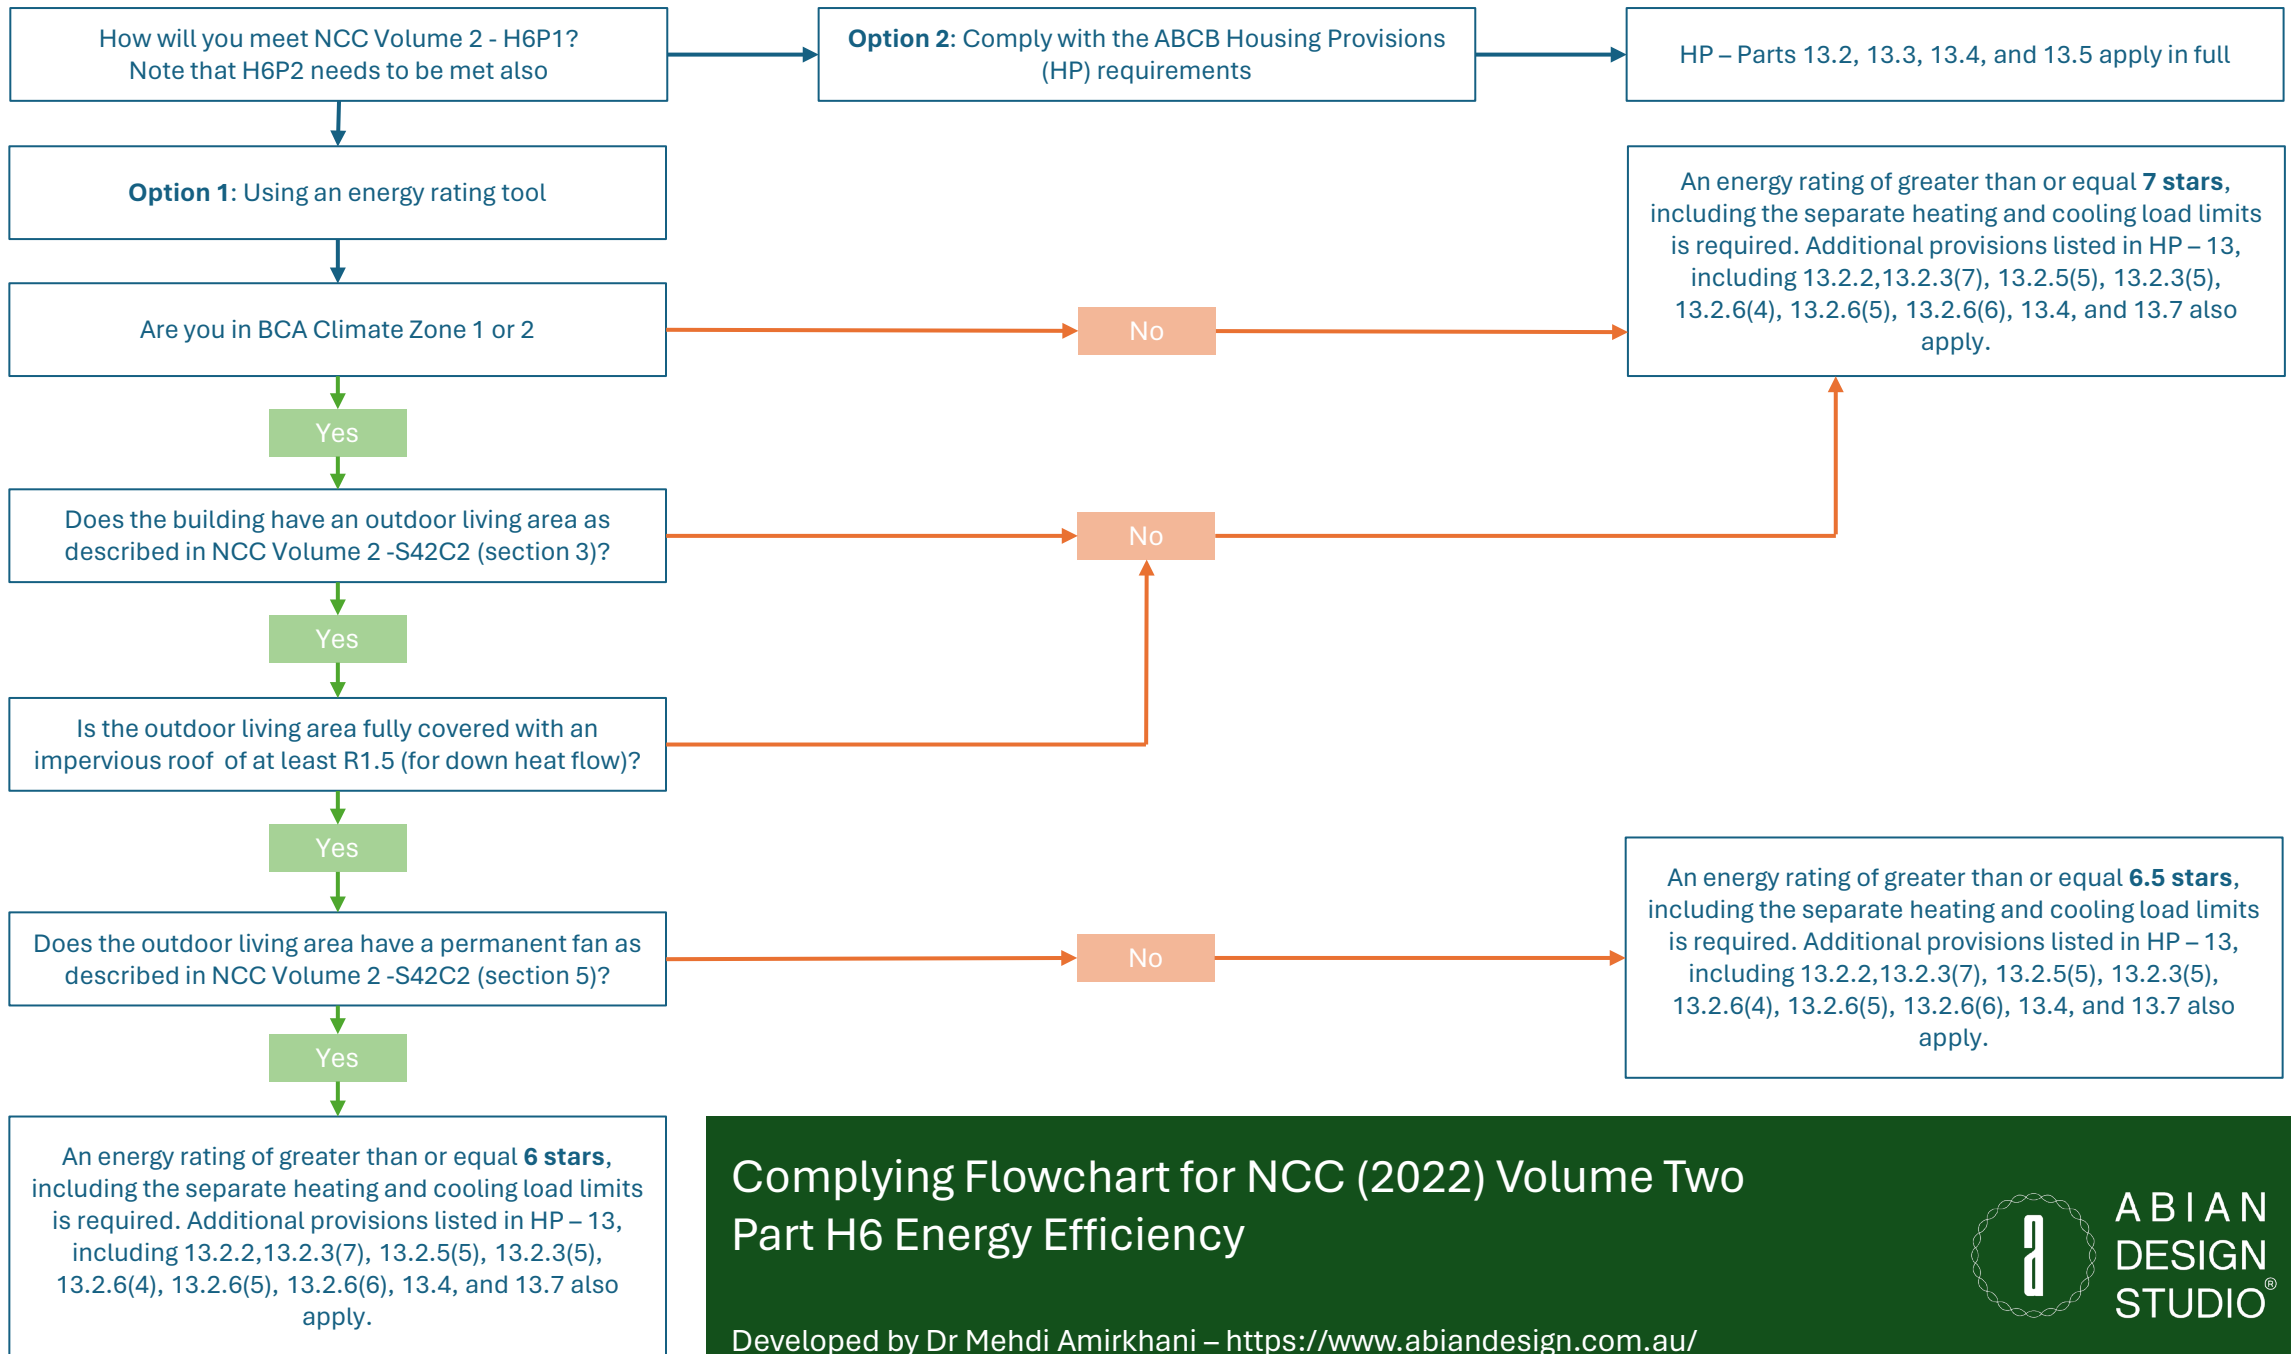 How will you meet NCC Volume 2 - H6P1?
Note that H6P2 needs to be met also
Option 2: Comply with the ABCB Housing Provisions
(HP) requirements
HP – Parts 13.2, 13.3, 13.4, and 13.5 apply in full
Option 1: Using an energy rating tool
An energy rating of greater than or equal 7 stars,
including the separate heating and cooling load limits
is required. Additional provisions listed in HP – 13,
including 13.2.2,13.2.3(7), 13.2.5(5), 13.2.3(5),
13.2.6(4), 13.2.6(5), 13.2.6(6), 13.4, and 13.7 also
apply.
Are you in BCA Climate Zone 1 or 2
No
Yes
Does the building have an outdoor living area as
described in NCC Volume 2 -S42C2 (section 3)?
No
Yes
Is the outdoor living area fully covered with an
impervious roof  of at least R1.5 (for down heat flow)?
Yes
Does the outdoor living area have a permanent fan as
described in NCC Volume 2 -S42C2 (section 5)?
No
An energy rating of greater than or equal 6.5 stars,
including the separate heating and cooling load limits
is required. Additional provisions listed in HP – 13,
including 13.2.2,13.2.3(7), 13.2.5(5), 13.2.3(5),
13.2.6(4), 13.2.6(5), 13.2.6(6), 13.4, and 13.7 also
apply.
Yes
An energy rating of greater than or equal 6 stars,
including the separate heating and cooling load limits
is required. Additional provisions listed in HP – 13,
including 13.2.2,13.2.3(7), 13.2.5(5), 13.2.3(5),
13.2.6(4), 13.2.6(5), 13.2.6(6), 13.4, and 13.7 also
apply.
Complying Flowchart for NCC (2022) Volume Two
Part H6 Energy Efficiency
Developed by Dr Mehdi Amirkhani – https://www.abiandesign.com.au/
a
ABIAN
DESIGN
STUDIO®